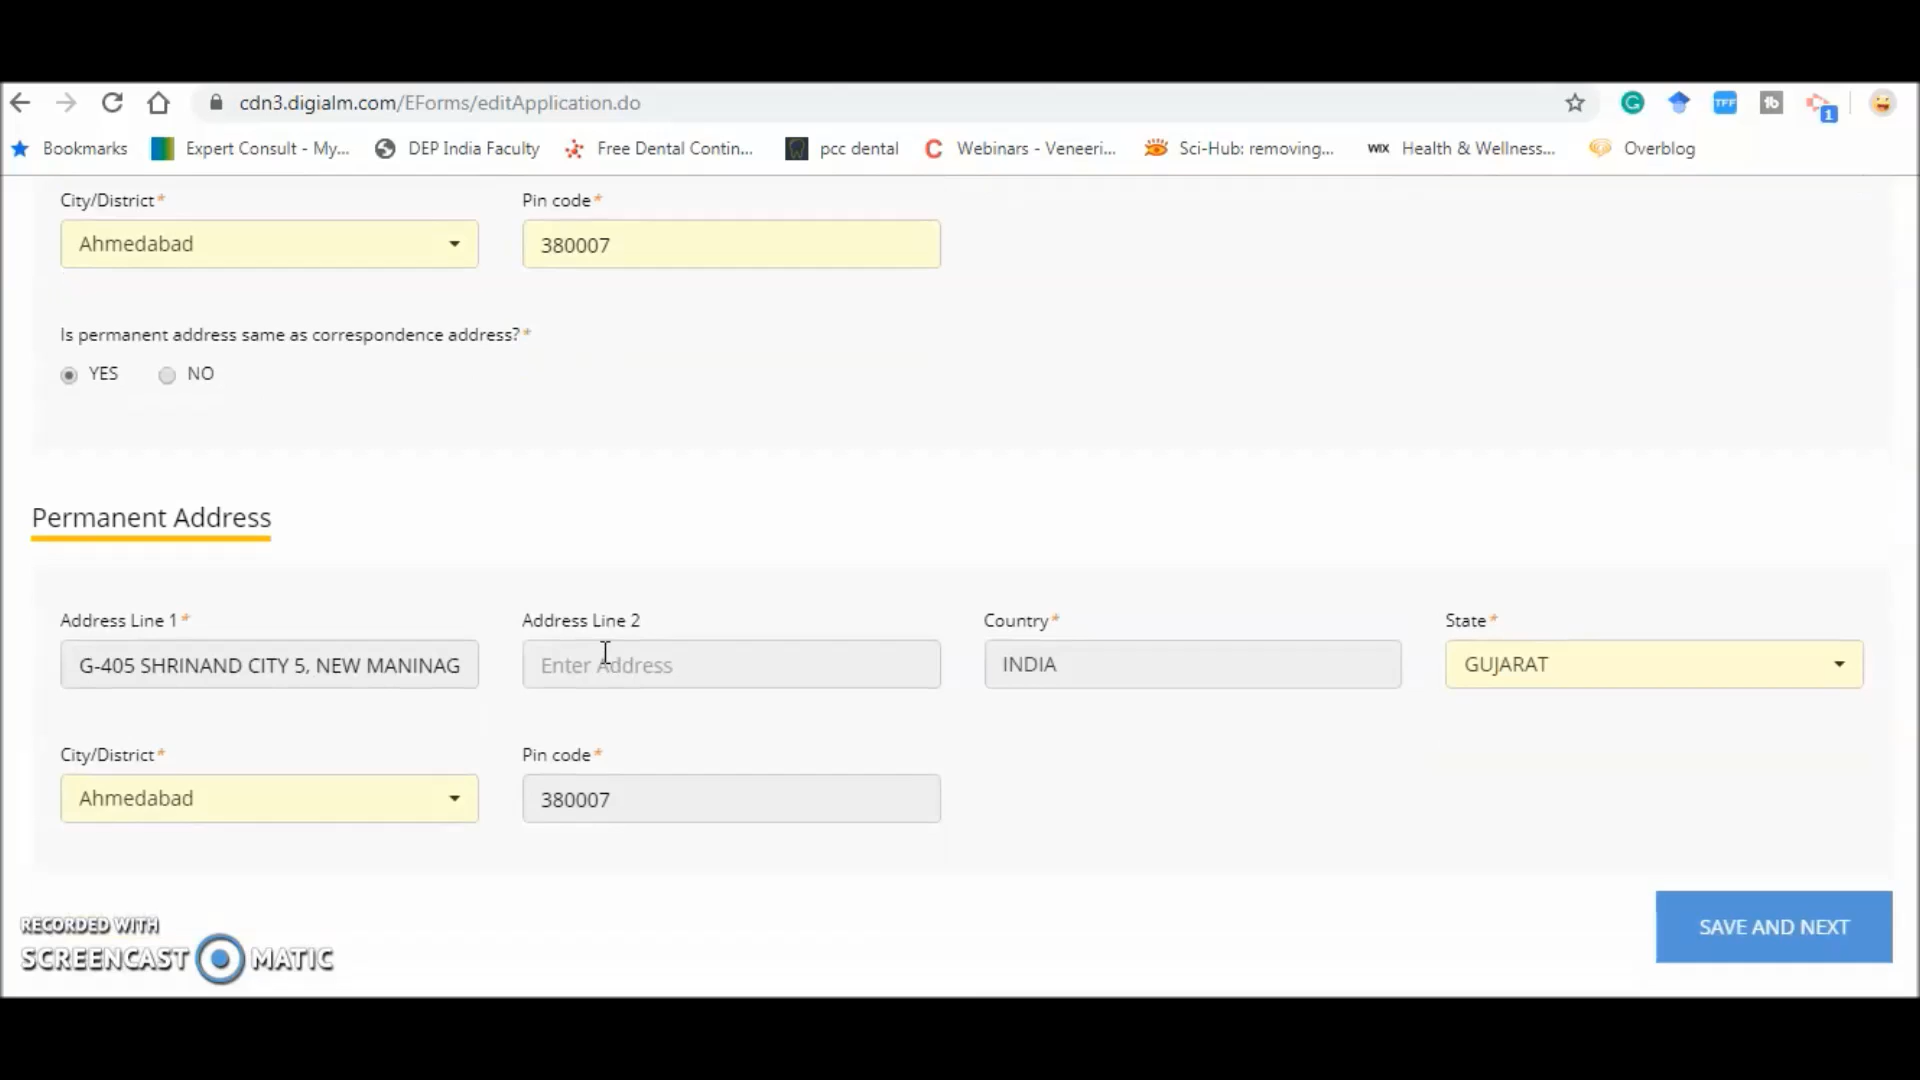 cdn3.digialm.com/EForms/editApplication.do
TFF
1
Bookmarks Expert Consult - My... DEP India Faculty Free Dental Contin... pcc dental Webinars - Veneeri... Sci-Hub: removing... WIX Health & Wellness... Overblog
City/District* Pin code*
Ahmedabad 380007
Is permanent address same as correspondence address?*
YES NO
Permanent Address
Address Line 1* Address Line 2 Country* State*
G-405 SHRINAND CITY 5, NEW MANINAG Enter Address INDIA GUJARAT
City/District* Pin code*
Ahmedabad 380007
SAVE AND NEXT
RECORDED WITH
SCREENCAST MATIC